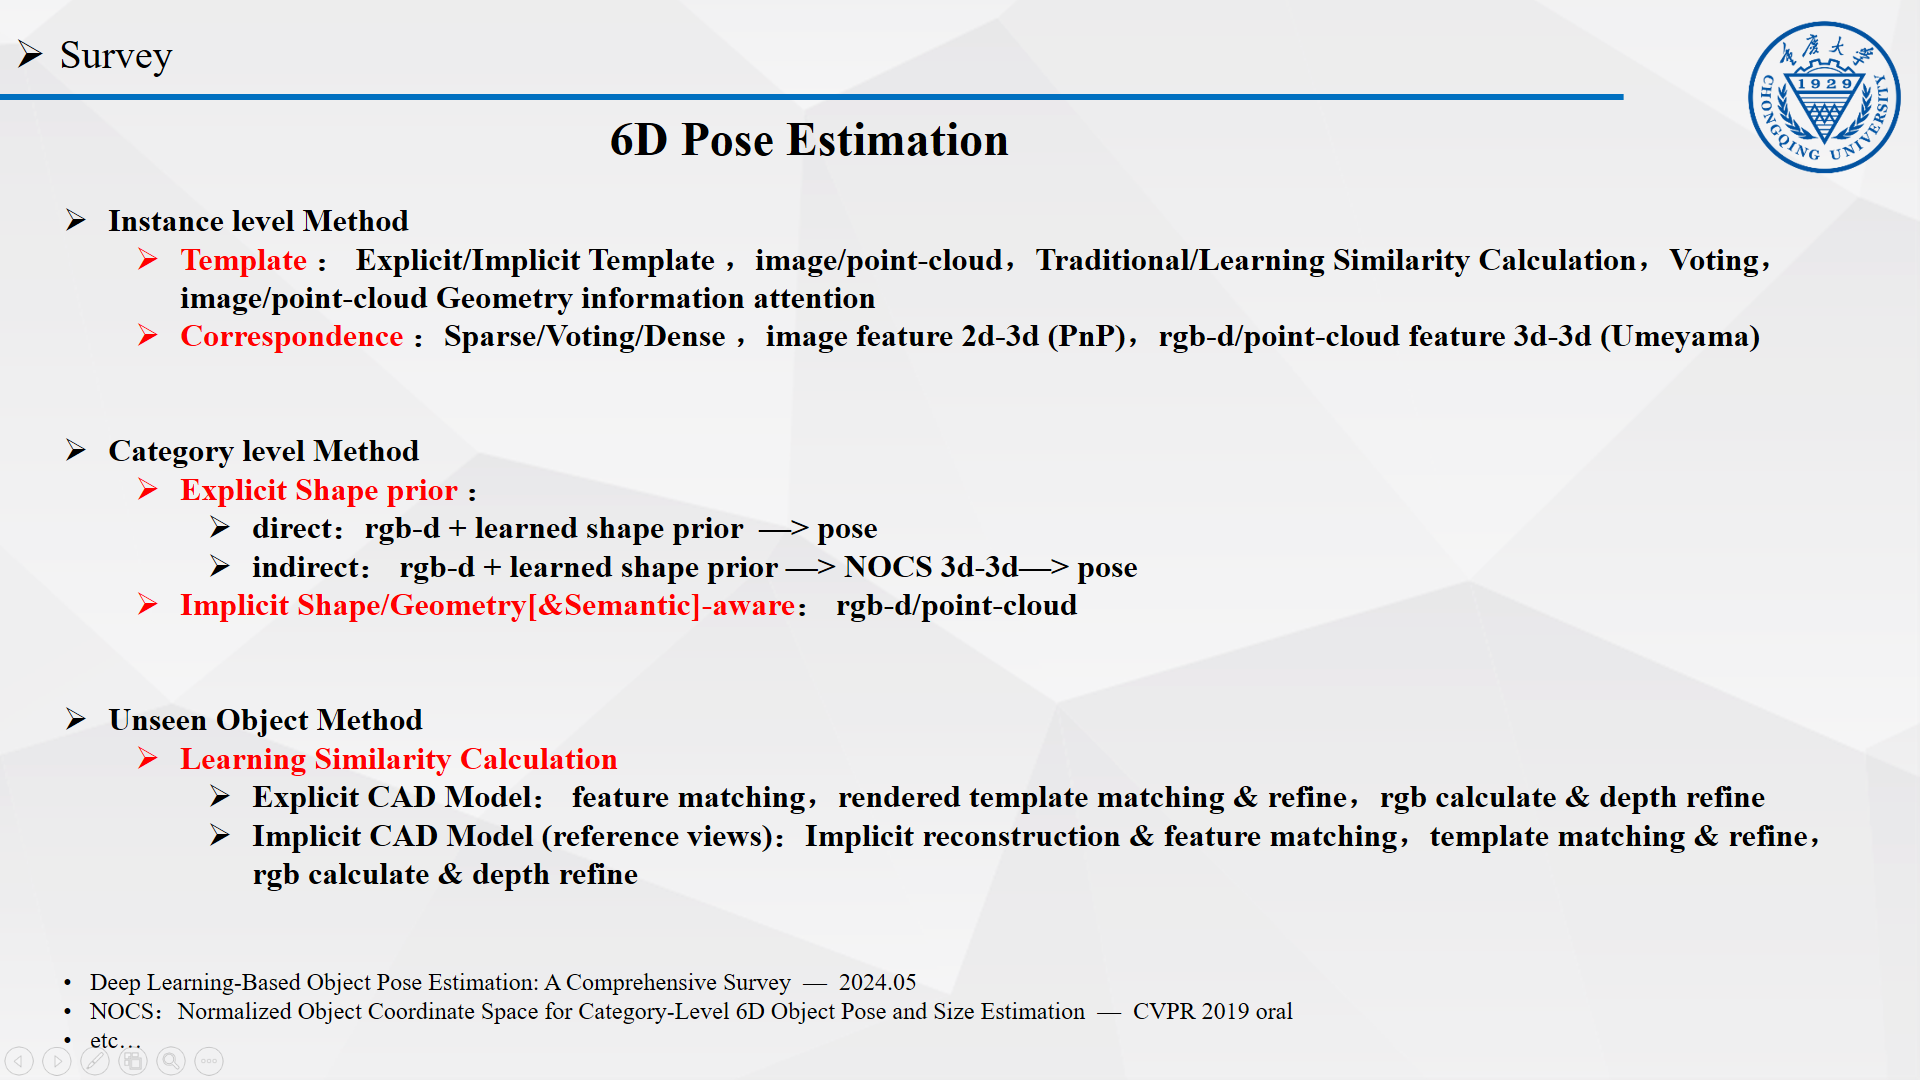 Survey
重庆大学
1929
CHONGQING UNIVERSITY
6D Pose Estimation
Instance level Method
Template： Explicit/Implicit Template ，image/point-cloud，Traditional/Learning Similarity Calculation，Voting，
image/point-cloud Geometry information attention
Correspondence ：Sparse/Voting/Dense ，image feature 2d-3d (PnP)，rgb-d/point-cloud feature 3d-3d (Umeyama)
Category level Method
Explicit Shape prior ：
direct：rgb-d + learned shape prior —> pose
indirect： rgb-d + learned shape prior —> NOCS 3d-3d—> pose
Implicit Shape/Geometry[&Semantic]-aware： rgb-d/point-cloud
Unseen Object Method
Learning Similarity Calculation
Explicit CAD Model： feature matching，rendered template matching & refine，rgb calculate & depth refine
Implicit CAD Model (reference views)：Implicit reconstruction & feature matching，template matching & refine，
rgb calculate & depth refine
• Deep Learning-Based Object Pose Estimation: A Comprehensive Survey — 2024.05
• NOCS：Normalized Object Coordinate Space for Category-Level 6D Object Pose and Size Estimation — CVPR 2019 oral
• etc…